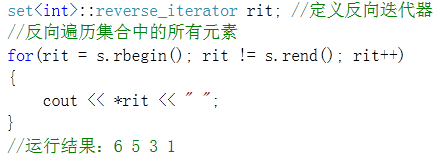 set<int>::reverse_iterator rit; //定义反向迭代器
//反向遍历集合中的所有元素
for(rit = s.rbegin(); rit != s.rend(); rit++)
{
    cout << *rit << " ";
}
//运行结果：6 5 3 1